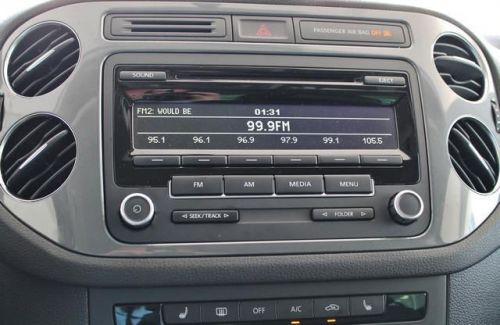 PASSENGER AIR BAG OFF
SOUND
EJECT
FM2: WOULD BE 01:31
99.9FM
95.1 96.1 96.9 97.9 99.1 105.5
FM AM MEDIA MENU
SEEK/TRACK FOLDER
OFF A/C